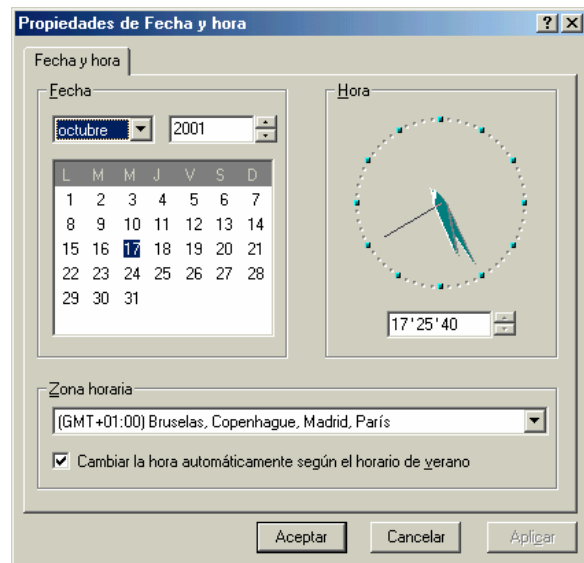 Propiedades de Fecha y hora
Fecha y hora
Fecha
Hora
octubre
2001
L M M J V S D
1 2 3 4 5 6 7
8 9 10 11 12 13 14
15 16 17 18 19 20 21
22 23 24 25 26 27 28
29 30 31
17'25'40
Zona horaria
(GMT+01:00) Bruselas, Copenhague, Madrid, París
Cambiar la hora automáticamente según el horario de verano
Aceptar
Cancelar
Aplicar